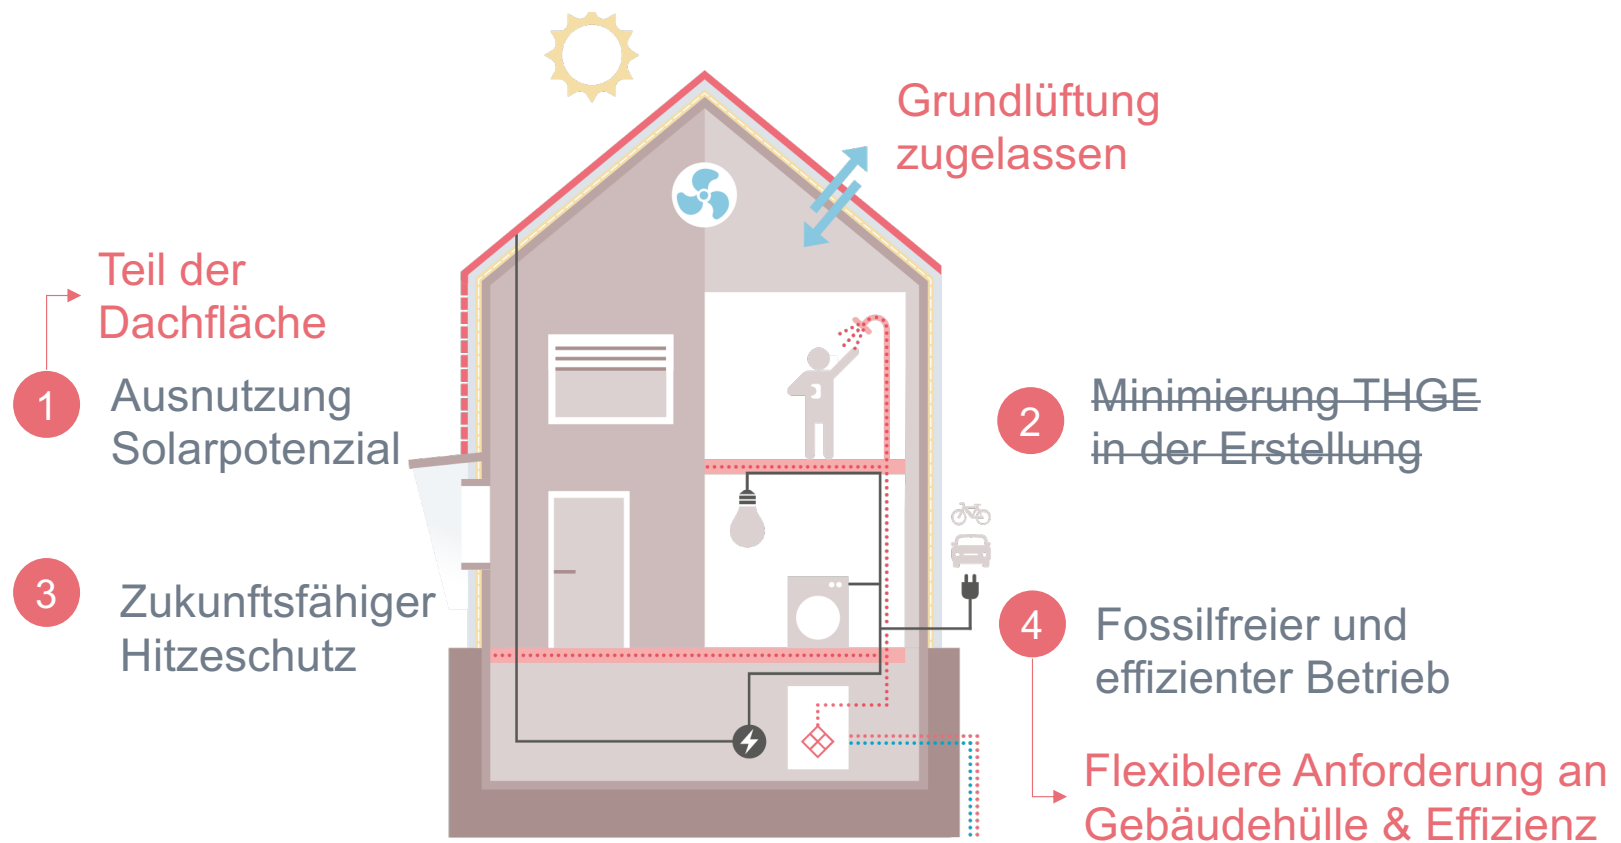 Grundlüftung
zugelassen
Teil der
Dachfläche
1
Ausnutzung
Solarpotenzial
2
Minimierung THGE
in der Erstellung
3
Zukunftsfähiger
Hitzeschutz
4
Fossilfreier und
effizienter Betrieb
Flexiblere Anforderung an
Gebäudehülle & Effizienz